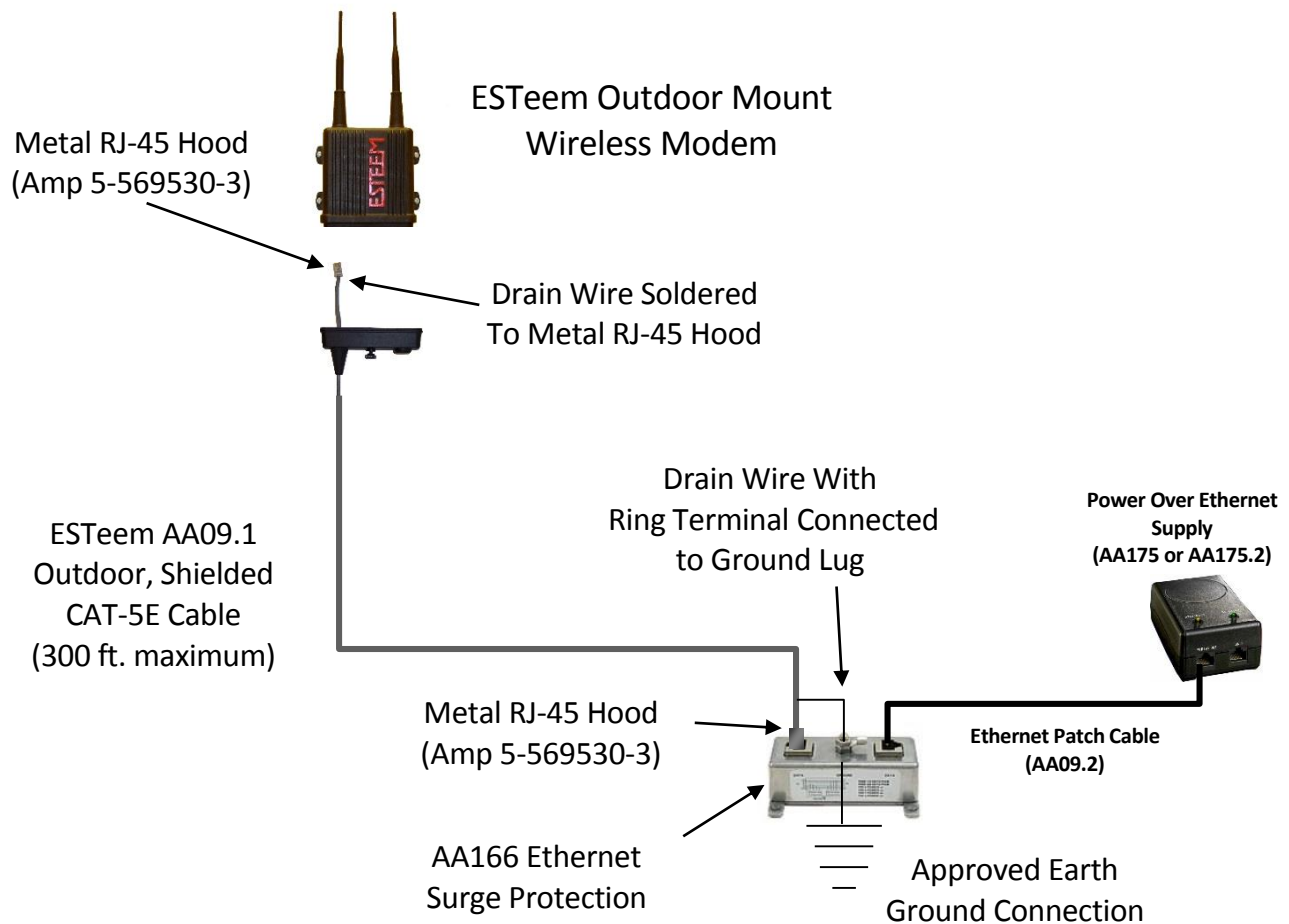 ESTeem Outdoor Mount
Wireless Modem
Metal RJ-45 Hood
(Amp 5-569530-3)
ESTEEM
Drain Wire Soldered
To Metal RJ-45 Hood
Drain Wire With
Ring Terminal Connected
to Ground Lug
Power Over Ethernet
Supply
(AA175 or AA175.2)
ESTeem AA09.1
Outdoor, Shielded
CAT-5E Cable
(300 ft. maximum)
Metal RJ-45 Hood
(Amp 5-569530-3)
Ethernet Patch Cable
(AA09.2)
AA166 Ethernet
Surge Protection
Approved Earth
Ground Connection